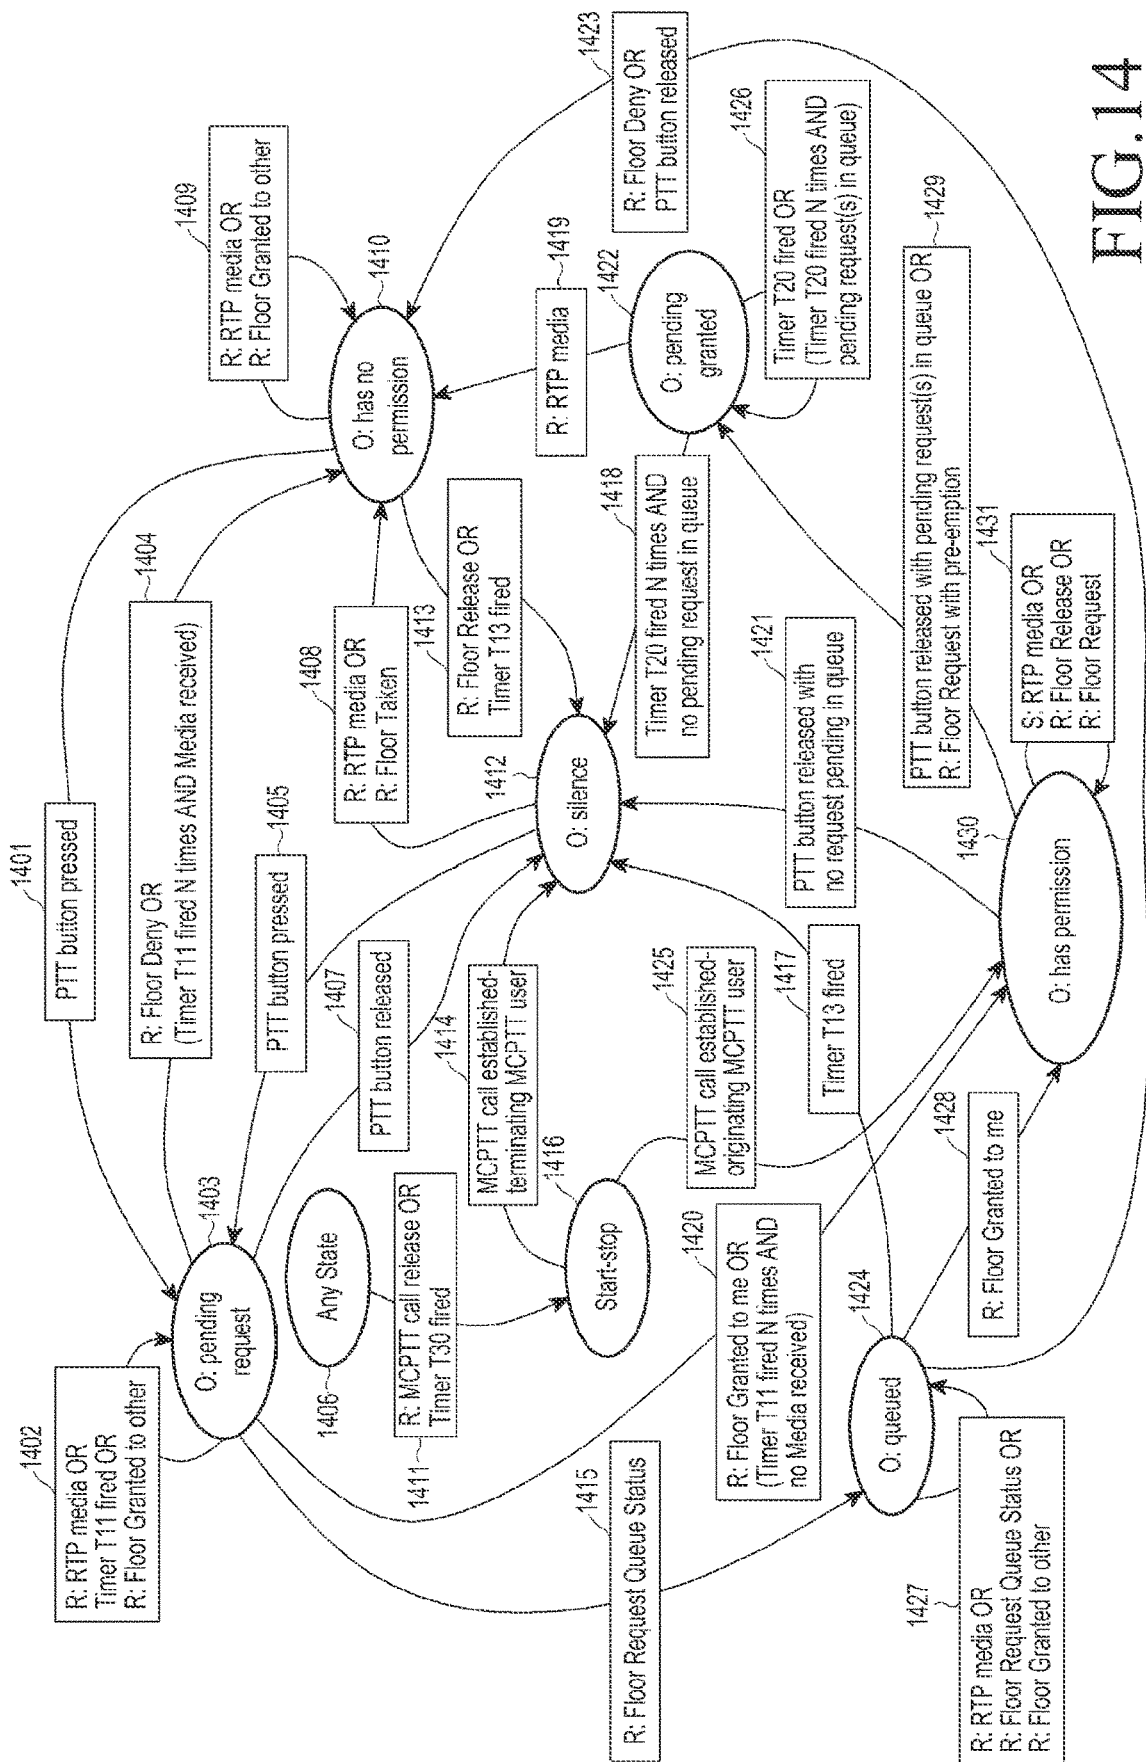 1401
PTT button pressed
1402
R: RTP media OR
Timer T11 fired OR
R: Floor Granted to other
1403
O: pending
request
1404
R: Floor Deny OR
(Timer T11 fired N times AND Media received)
1405
PTT button pressed
1407
PTT button released
1406
Any State
1408
R: RTP media OR
R: Floor Taken
1409
R: RTP media OR
R: Floor Granted to other
1410
O: has no
permission
1411
R: MCPTT call release OR
Timer T30 fired
1412
O: silence
1413
R: Floor Release OR
Timer T13 fired
1414
MCPTT call established-
terminating MCPTT user
1415
R: Floor Request Queue Status
1416
Start-stop
1417
Timer T13 fired
1418
Timer T20 fired N times AND
no pending request in queue
1419
R: RTP media
1420
R: Floor Granted to me OR
(Timer T11 fired N times AND
no Media received)
1421
PTT button released with
no request pending in queue
1422
O: pending
granted
1423
R: Floor Deny OR
PTT button released
1424
O: queued
1425
MCPTT call established-
originating MCPTT user
1426
Timer T20 fired OR
(Timer T20 fired N times AND
pending request(s) in queue)
1427
R: RTP media OR
R: Floor Request Queue Status OR
R: Floor Granted to other
1428
R: Floor Granted to me
1429
PTT button released with pending request(s) in queue OR
R: Floor Request with pre-emption
1430
O: has permission
1431
S: RTP media OR
R: Floor Release OR
R: Floor Request
FIG.14